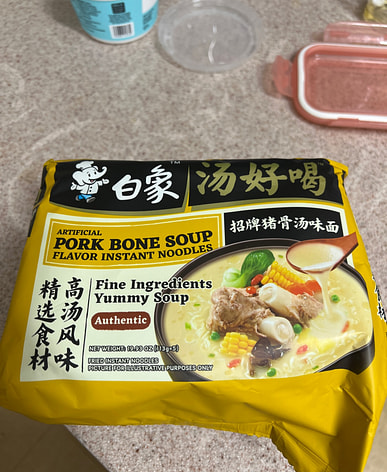 白象
TM
汤好喝
ARTIFICIAL
PORK BONE SOUP
FLAVOR INSTANT NOODLES
招牌猪骨汤味面
Fine Ingredients
Yummy Soup
Authentic
高汤风味
精选食材
FRIED INSTANT NOODLES
PICTURE FOR ILLUSTRATIVE PURPOSES ONLY